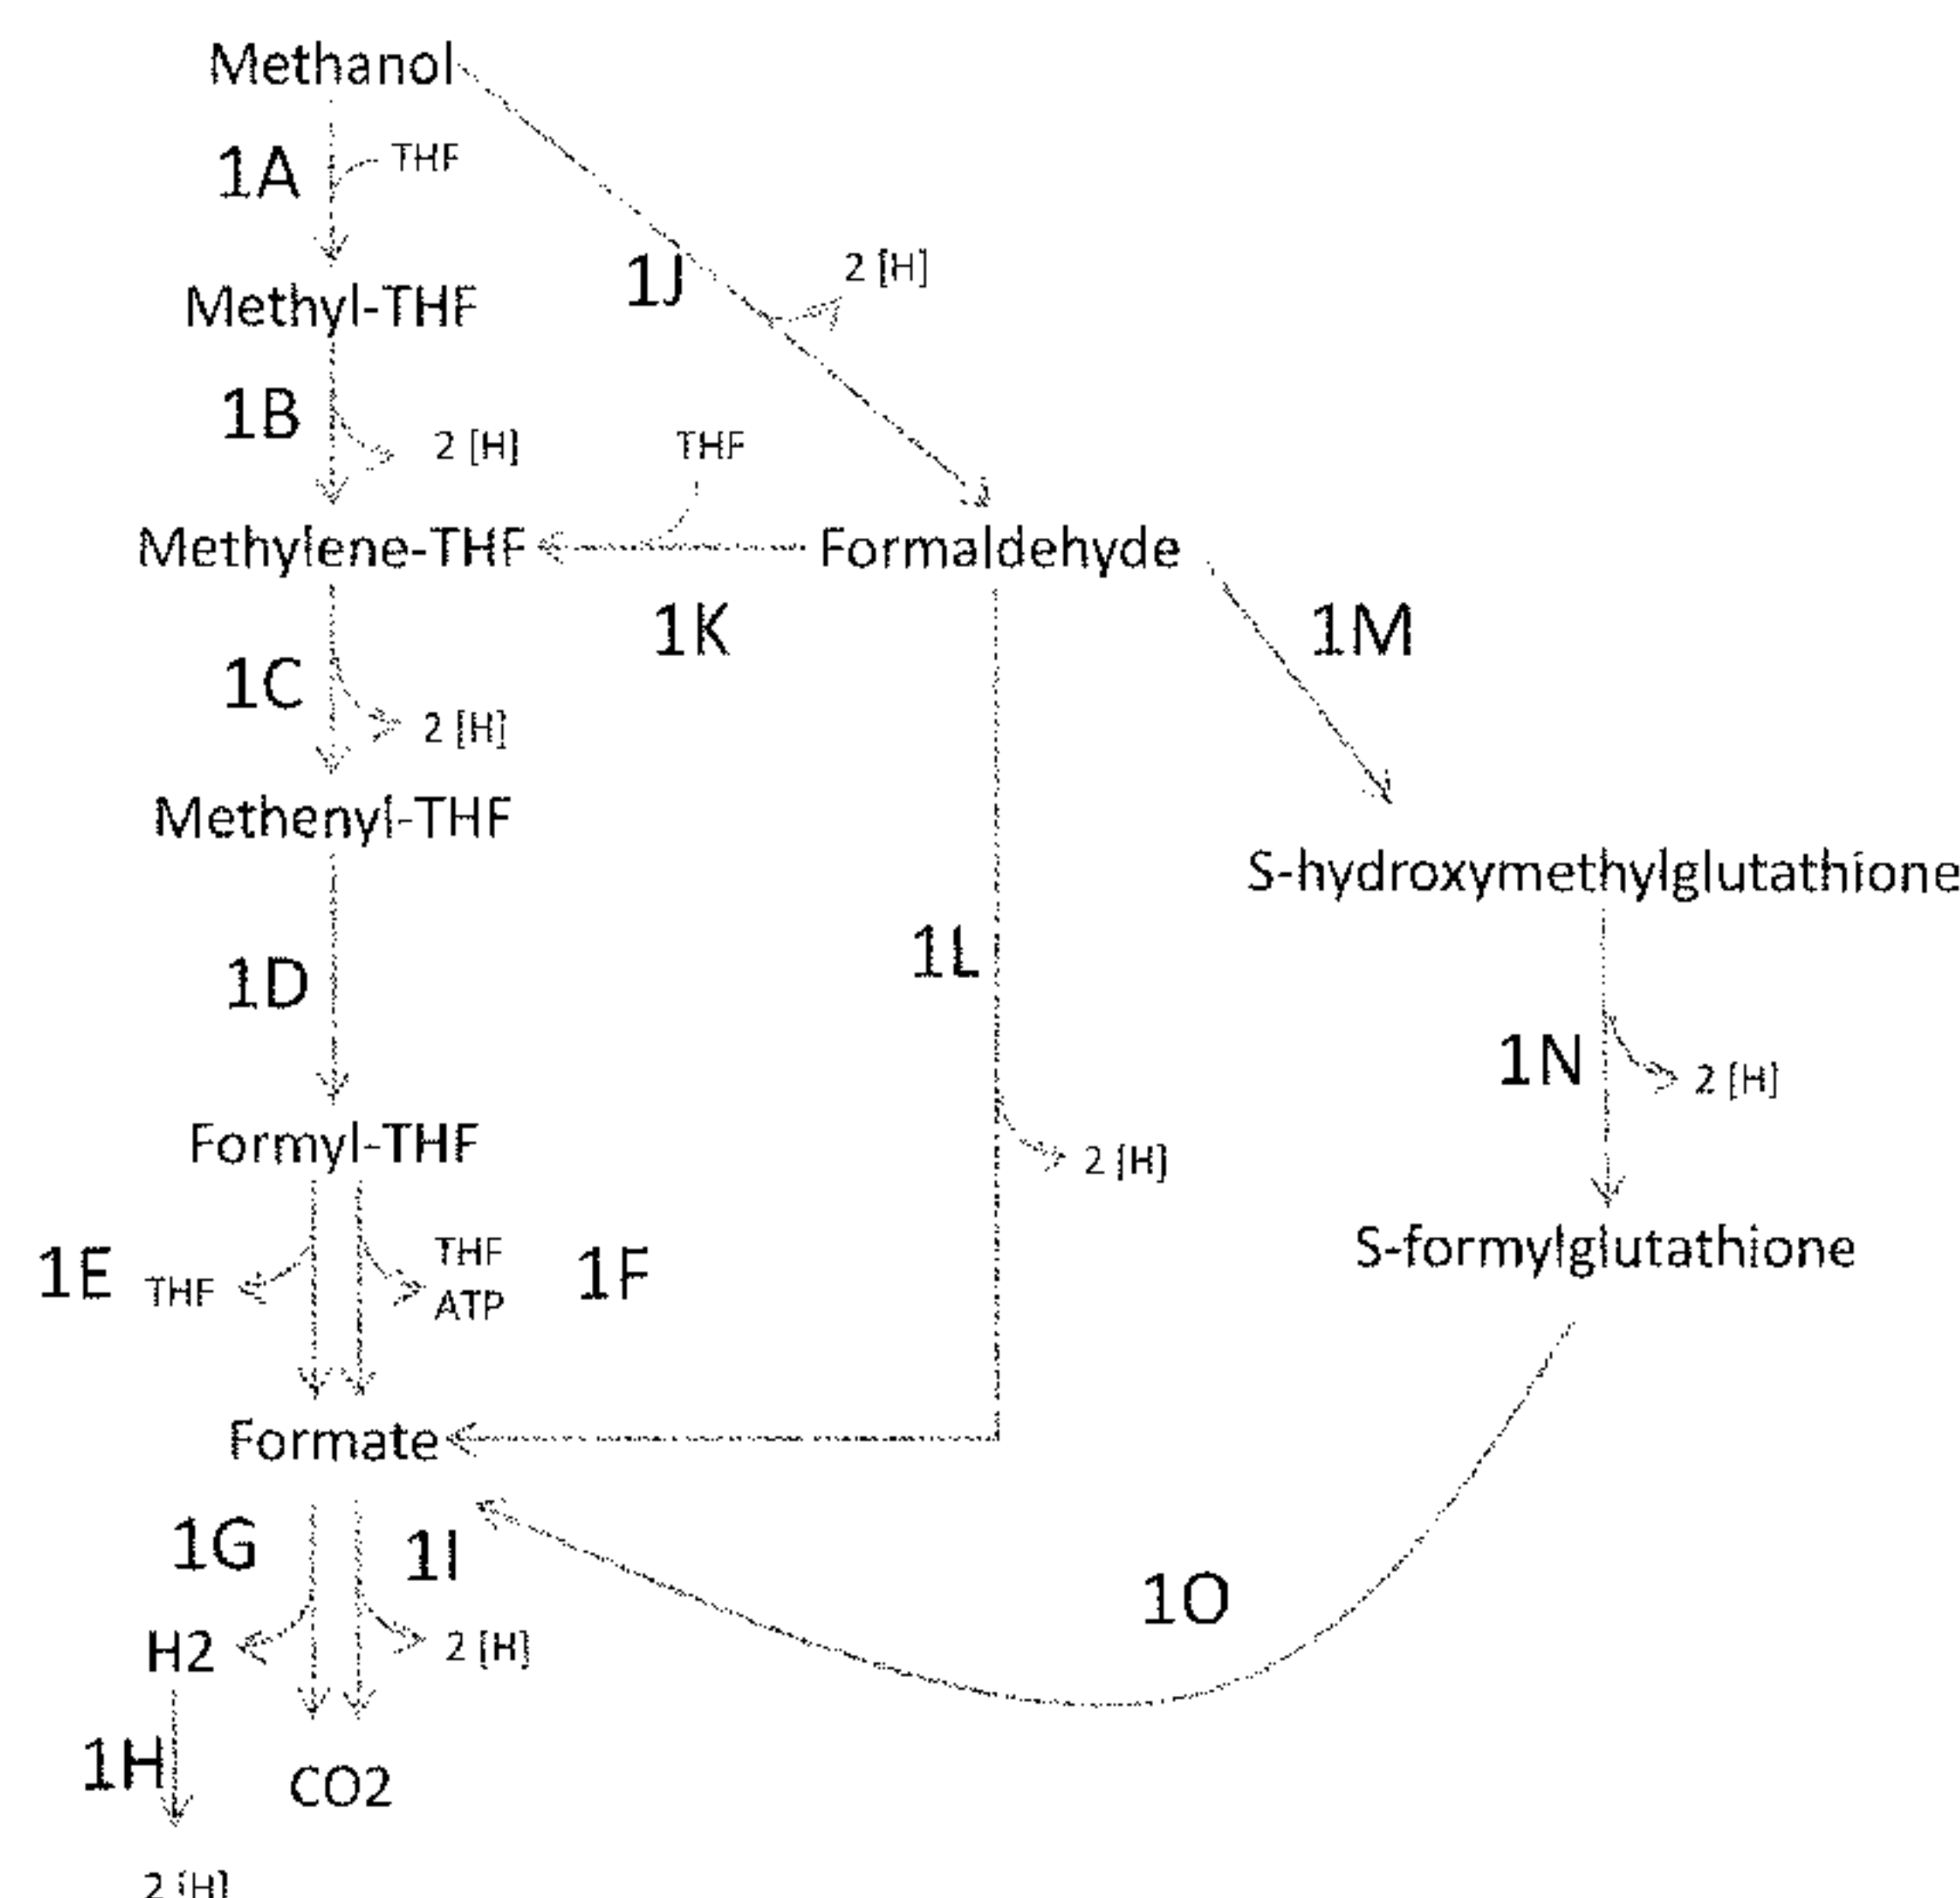 Methanol
1A
THF
1J
2 [H]
Methyl-THF
1B
2 [H]
THF
Methylene-THF
Formaldehyde
1K
1M
1C
2 [H]
Methenyl-THF
S-hydroxymethylglutathione
1L
1D
1N
2 [H]
Formyl-THF
2 [H]
S-formylglutathione
1E
THF
THF
ATP
1F
Formate
1G
1I
1O
H2
2 [H]
1H
CO2
2 [H]